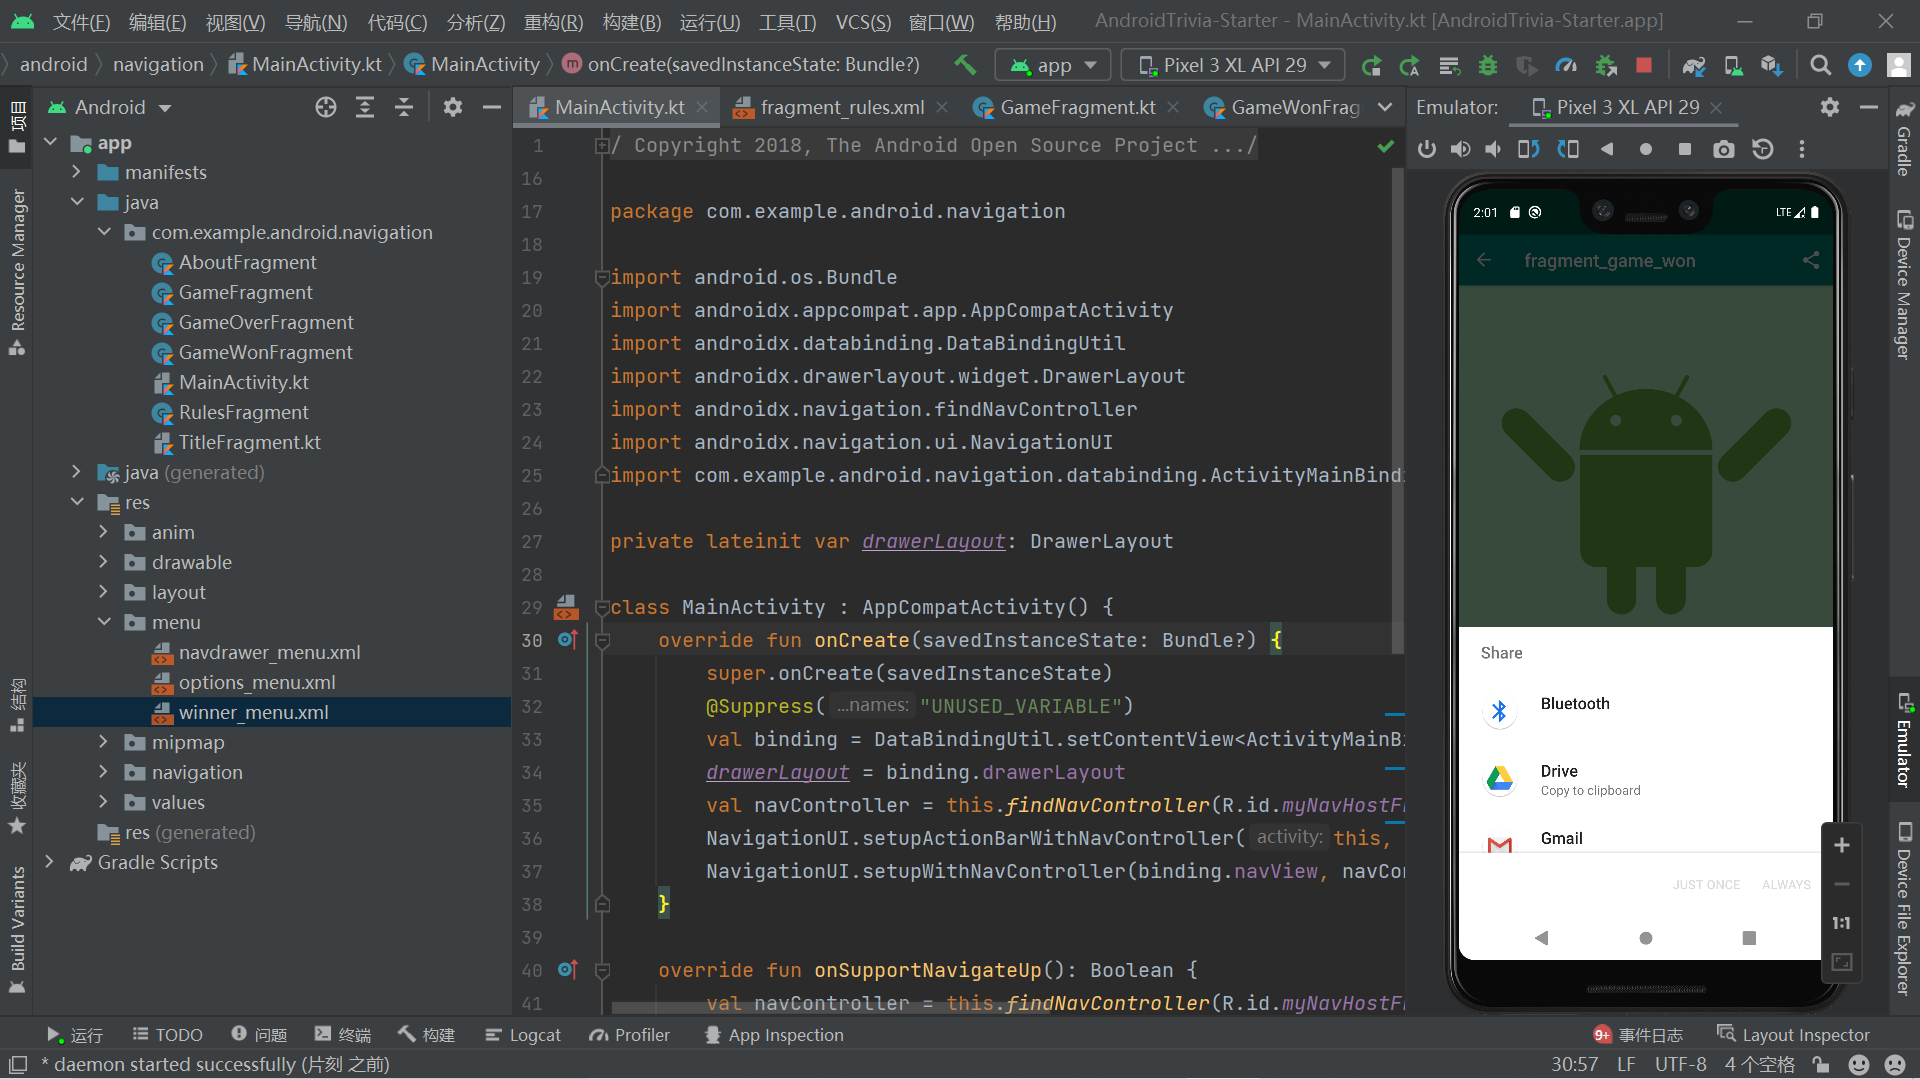 文件(F) 编辑(E) 视图(V) 导航(N) 代码(C) 分析(Z) 重构(R) 构建(B) 运行(U) 工具(T) VCS(S) 窗口(W) 帮助(H) AndroidTrivia-Starter - MainActivity.kt [AndroidTrivia-Starter.app]
android navigation MainActivity.kt MainActivity onCreate(savedInstanceState: Bundle?) app Pixel 3 XL API 29
项目
Resource Manager
结构
收藏夹
Build Variants
Android
app
manifests
java
com.example.android.navigation
AboutFragment
GameFragment
GameOverFragment
GameWonFragment
MainActivity.kt
RulesFragment
TitleFragment.kt
java (generated)
res
anim
drawable
layout
menu
navdrawer_menu.xml
options_menu.xml
winner_menu.xml
mipmap
navigation
values
res (generated)
Gradle Scripts
MainActivity.kt fragment_rules.xml GameFragment.kt GameWonFrag
1 / Copyright 2018, The Android Open Source Project .../
16
17 package com.example.android.navigation
18
19 import android.os.Bundle
20 import androidx.appcompat.app.AppCompatActivity
21 import androidx.databinding.DataBindingUtil
22 import androidx.drawerlayout.widget.DrawerLayout
23 import androidx.navigation.findNavController
24 import androidx.navigation.ui.NavigationUI
25 import com.example.android.navigation.databinding.ActivityMainBindi
26
27 private lateinit var drawerLayout: DrawerLayout
28
29 class MainActivity : AppCompatActivity() {
30 override fun onCreate(savedInstanceState: Bundle?) {
31 super.onCreate(savedInstanceState)
32 @Suppress( ...names: "UNUSED_VARIABLE")
33 val binding = DataBindingUtil.setContentView<ActivityMainBi
34 drawerLayout = binding.drawerLayout
35 val navController = this.findNavController(R.id.myNavHostFr
36 NavigationUI.setupActionBarWithNavController( activity: this,
37 NavigationUI.setupWithNavController(binding.navView, navCon
38 }
39
40 override fun onSupportNavigateUp(): Boolean {
41 val navController = this.findNavController(R.id.myNavHostFr
Emulator: Pixel 3 XL API 29
2:01 LTE
fragment_game_won
Share
Bluetooth
Drive
Copy to clipboard
Gmail
JUST ONCE ALWAYS
1:1
Gradle
Device Manager
Emulator
Device File Explorer
运行 TODO 问题 终端 构建 Logcat Profiler App Inspection 9+ 事件日志 Layout Inspector
* daemon started successfully (片刻 之前) 30:57 LF UTF-8 4 个空格